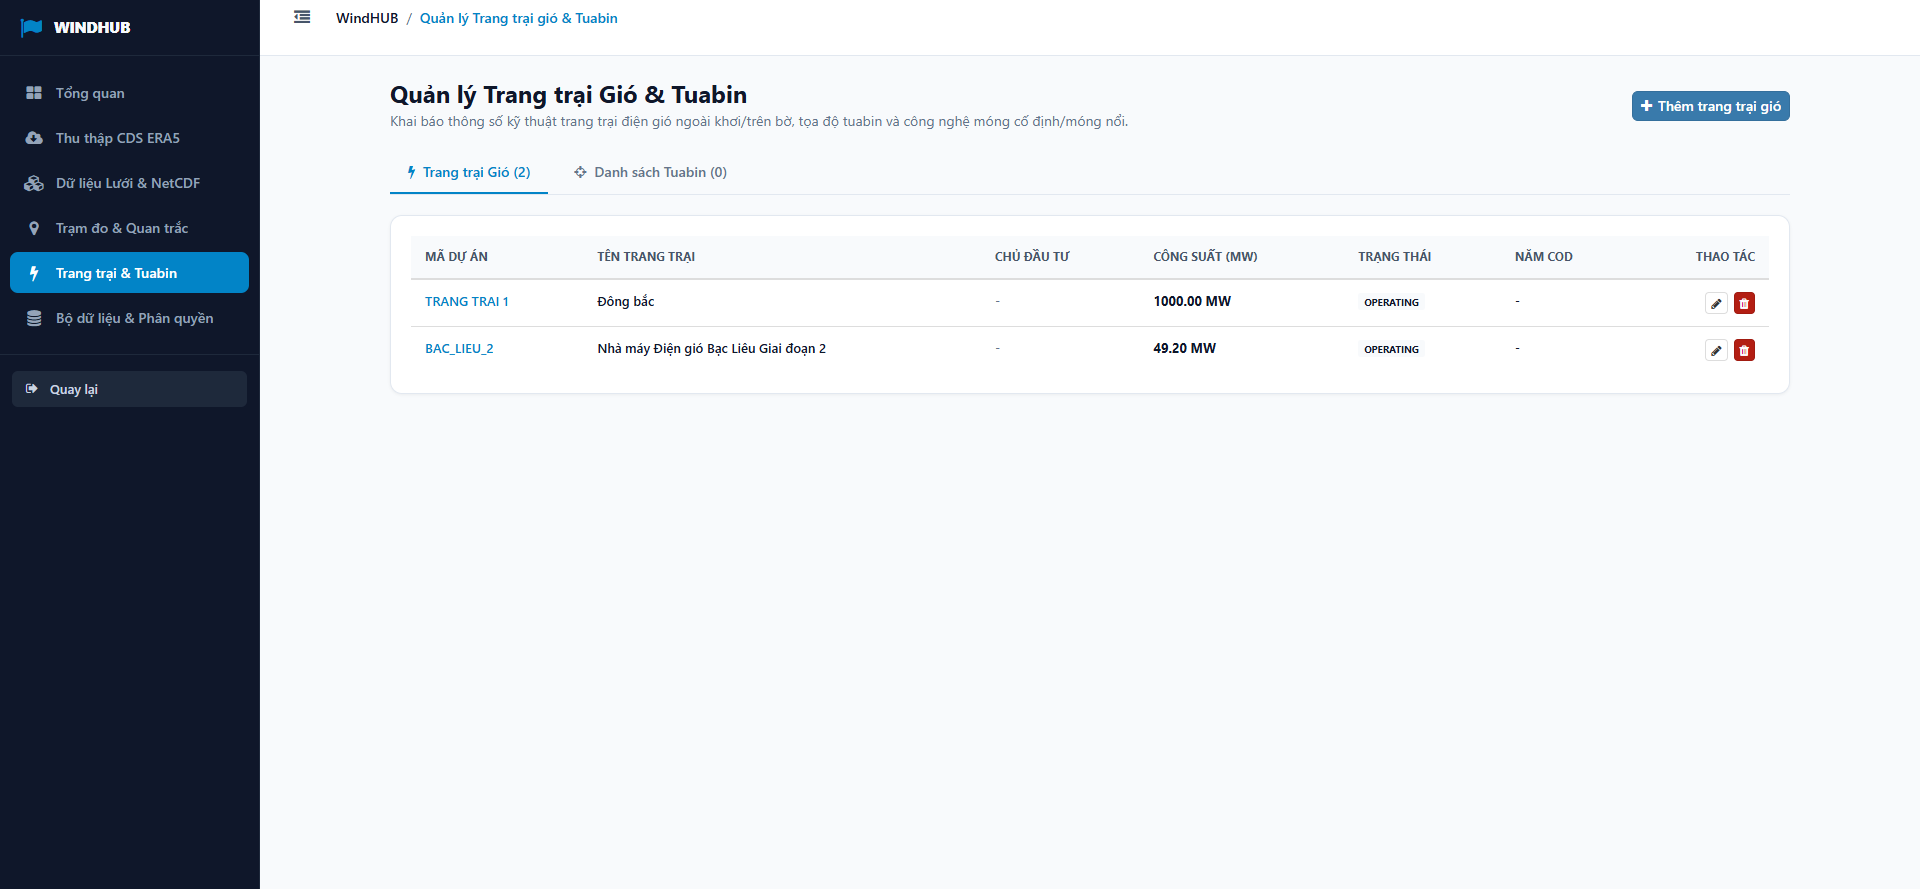 WINDHUB
Tổng quan
Thu thập CDS ERA5
Dữ liệu Lưới & NetCDF
Trạm đo & Quan trắc
Trang trại & Tuabin
Bộ dữ liệu & Phân quyền
Quay lại
WindHUB / Quản lý Trang trại gió & Tuabin
Quản lý Trang trại Gió & Tuabin
Khai báo thông số kỹ thuật trang trại điện gió ngoài khơi/trên bờ, tọa độ tuabin và công nghệ móng cố định/móng nổi.
Thêm trang trại gió
Trang trại Gió (2) Danh sách Tuabin (0)
MÃ DỰ ÁN TÊN TRANG TRẠI CHỦ ĐẦU TƯ CÔNG SUẤT (MW) TRẠNG THÁI NĂM COD THAO TÁC
TRANG TRAI 1 Đông bắc - 1000.00 MW OPERATING -
BAC_LIEU_2 Nhà máy Điện gió Bạc Liêu Giai đoạn 2 - 49.20 MW OPERATING -